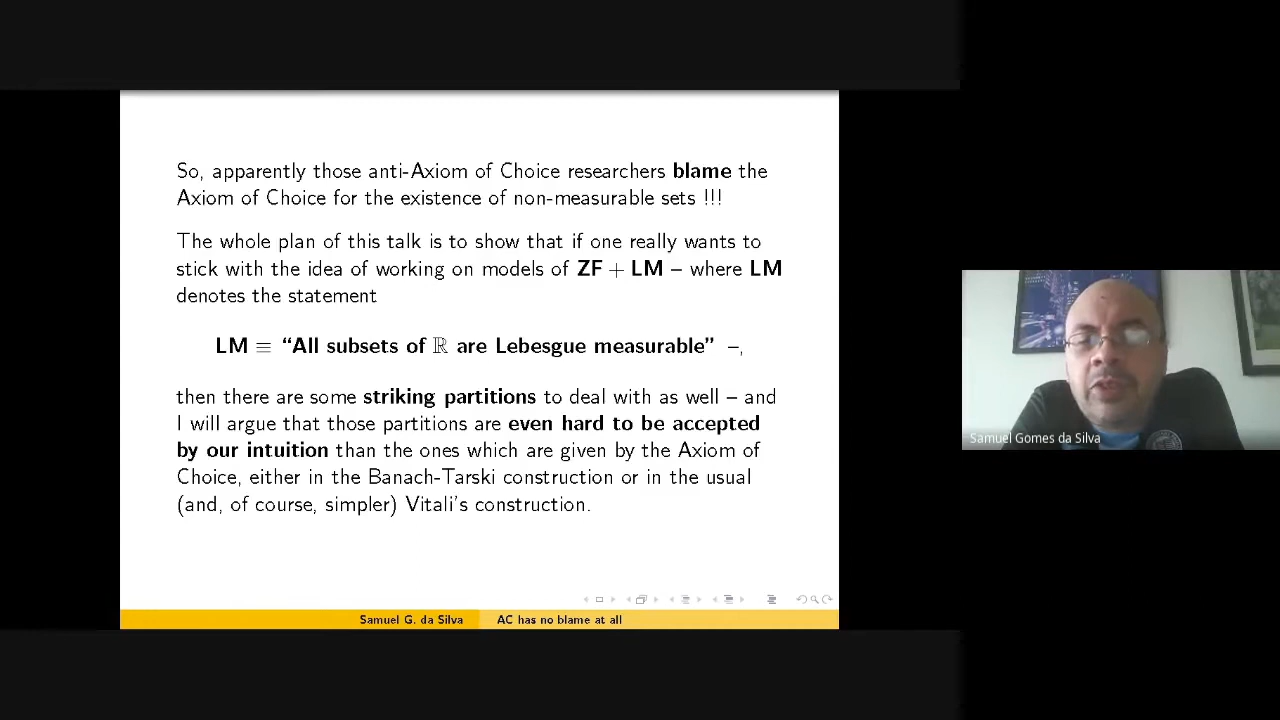 So, apparently those anti-Axiom of Choice researchers blame the
Axiom of Choice for the existence of non-measurable sets !!!
The whole plan of this talk is to show that if one really wants to
stick with the idea of working on models of ZF + LM – where LM
denotes the statement
LM ≡ “All subsets of ℝ are Lebesgue measurable” –,
then there are some striking partitions to deal with as well – and
I will argue that those partitions are even hard to be accepted
by our intuition than the ones which are given by the Axiom of
Choice, either in the Banach-Tarski construction or in the usual
(and, of course, simpler) Vitali’s construction.
Samuel G. da Silva AC has no blame at all
Samuel Gomes da Silva